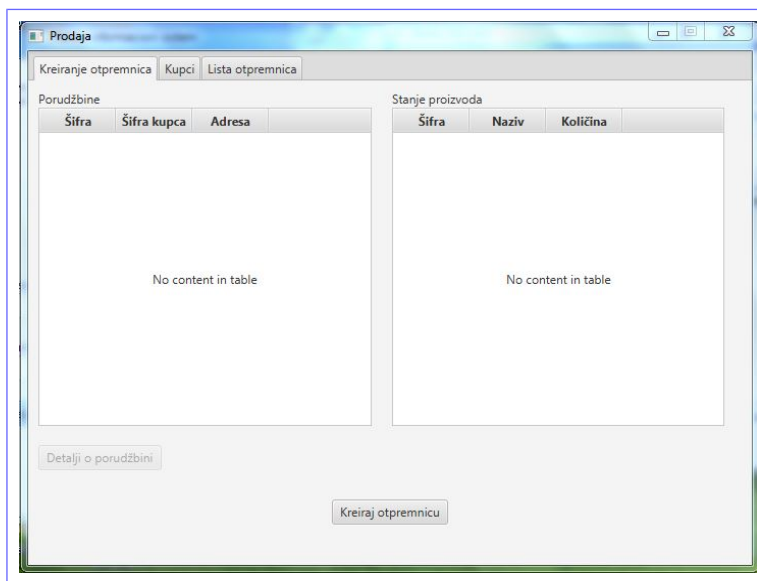 Prodaja
Kreiranje otpremnica Kupci Lista otpremnica
Porudžbine
Stanje proizvoda
Šifra Šifra kupca Adresa
Šifra Naziv Količina
No content in table
No content in table
Detalji o porudžbini
Kreiraj otpremnicu